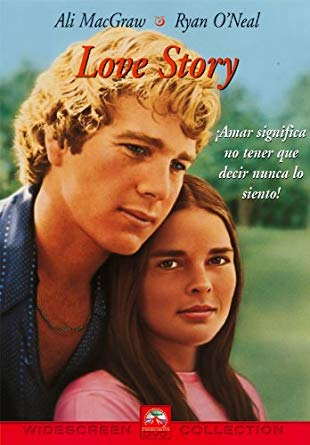 Ali MacGraw Ryan O'Neal
Love Story
¡Amar significa
no tener que
decir nunca lo
siento!
WIDESCREEN COLLECTION